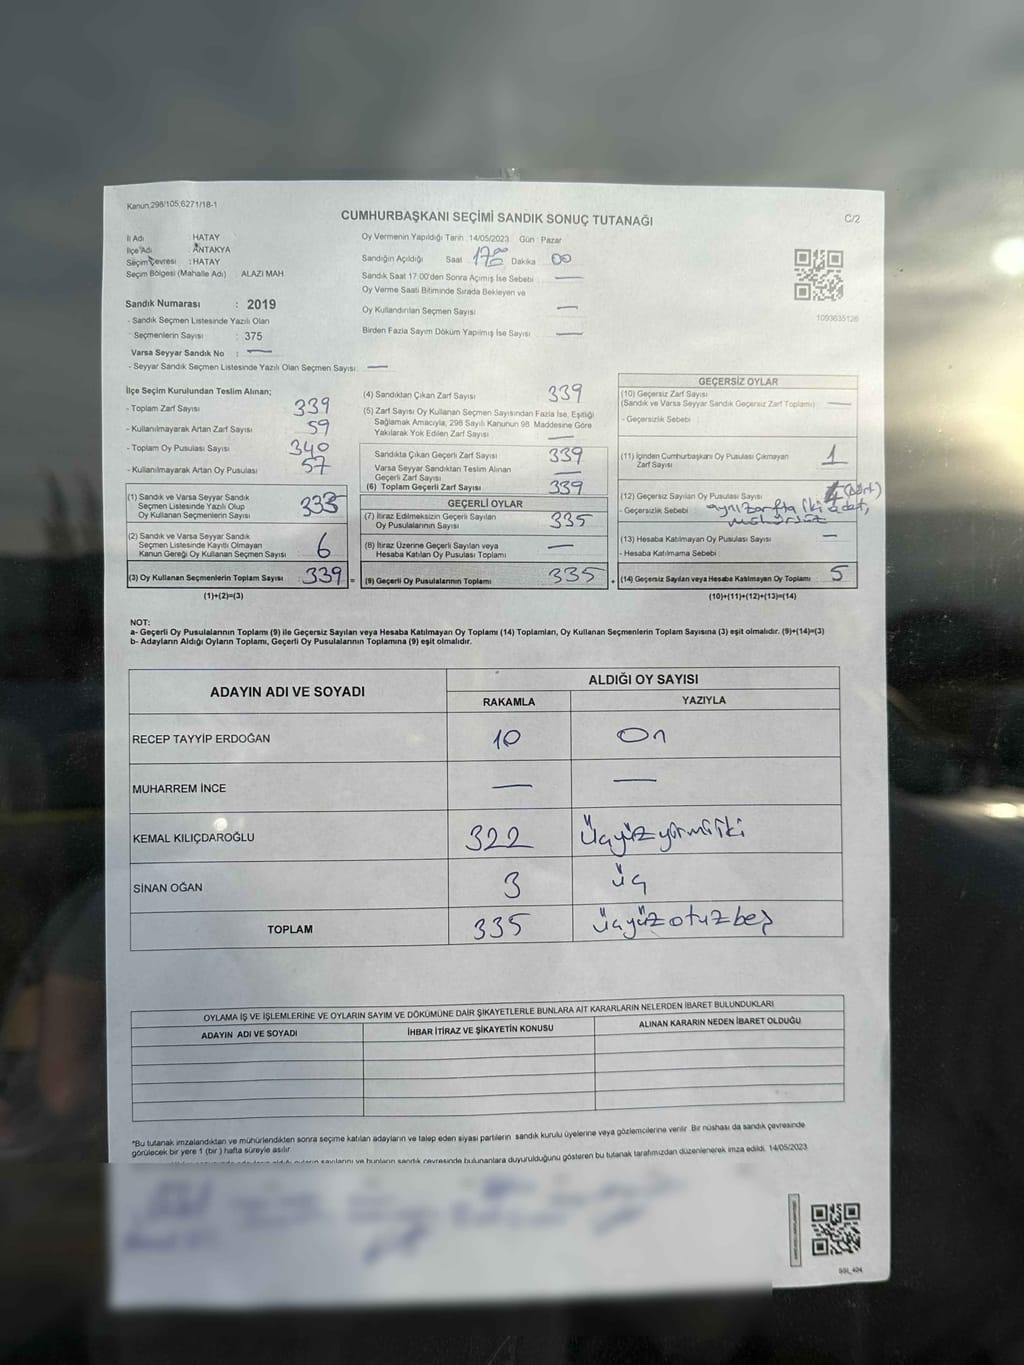 Kanun:298/105;6271/18-1
CUMHURBAŞKANI SEÇİMİ SANDIK SONUÇ TUTANAĞI
C/2
İl Adı HATAY
İlçe Adı ANTAKYA
Seçim Çevresi : HATAY
Seçim Bölgesi (Mahalle Adı) ALAZI MAH
Sandık Numarası : 2019
- Sandık Seçmen Listesinde Yazılı Olan
Seçmenlerin Sayısı : 375
Varsa Seyyar Sandık No : —
- Seyyar Sandık Seçmen Listesinde Yazılı Olan Seçmen Sayısı: —
Oy Vermenin Yapıldığı Tarih 14/05/2023 Gün : Pazar
Sandığın Açıldığı Saat Dakika 00
Sandık Saat 17:00'den Sonra Açımış İse Sebebi —
Oy Verme Saati Bitiminde Sırada Bekleyen ve
Oy Kullandırılan Seçmen Sayısı —
Birden Fazla Sayım Döküm Yapılmış İse Sayısı —
1093635126
İlçe Seçim Kurulundan Teslim Alınan;
- Toplam Zarf Sayısı 339
- Kullanılmayarak Artan Zarf Sayısı 59
- Toplam Oy Pusulası Sayısı 340
- Kullanılmayarak Artan Oy Pusulası 57
(1) Sandık ve Varsa Seyyar Sandık
Seçmen Listesinde Yazılı Olup
Oy Kullanan Seçmenlerin Sayısı 333
(2) Sandık ve Varsa Seyyar Sandık
Seçmen Listesinde Kayıtlı Olmayan
Kanun Gereği Oy Kullanan Seçmen Sayısı 6
(3) Oy Kullanan Seçmenlerin Toplam Sayısı 339 =
(1)+(2)=(3)
(4) Sandıktan Çıkan Zarf Sayısı 339
(5) Zarf Sayısı Oy Kullanan Seçmen Sayısından Fazla İse, Eşitliği
Sağlamak Amacıyla, 298 Sayılı Kanunun 98. Maddesine Göre
Yakılarak Yok Edilen Zarf Sayısı —
Sandıkta Çıkan Geçerli Zarf Sayısı 339
Varsa Seyyar Sandıktan Teslim Alınan
Geçerli Zarf Sayısı —
(6) Toplam Geçerli Zarf Sayısı 339
GEÇERLİ OYLAR
(7) İtiraz Edilmeksizin Geçerli Sayılan
Oy Pusulalarının Sayısı 335
(8) İtiraz Üzerine Geçerli Sayılan veya
Hesaba Katılan Oy Pusulası Toplamı —
(9) Geçerli Oy Pusulalarının Toplamı 335 +
GEÇERSİZ OYLAR
(10) Geçersiz Zarf Sayısı
(Sandık ve Varsa Seyyar Sandık Geçersiz Zarf Toplamı) —
- Geçersizlik Sebebi
(11) İçinden Cumhurbaşkanı Oy Pusulası Çıkmayan
Zarf Sayısı 1
(12) Geçersiz Sayılan Oy Pusulası Sayısı 4 (dört)
- Geçersizlik Sebebi aynı zarfta iki adet,
mühürsüz
(13) Hesaba Katılmayan Oy Pusulası Sayısı —
- Hesaba Katılmama Sebebi
(14) Geçersiz Sayılan veya Hesaba Katılmayan Oy Toplamı 5
(10)+(11)+(12)+(13)=(14)
NOT:
a- Geçerli Oy Pusulalarının Toplamı (9) ile Geçersiz Sayılan veya Hesaba Katılmayan Oy Toplamı (14) Toplamları, Oy Kullanan Seçmenlerin Toplam Sayısına (3) eşit olmalıdır. (9)+(14)=(3)
b- Adayların Aldığı Oyların Toplamı, Geçerli Oy Pusulalarının Toplamına (9) eşit olmalıdır.
ADAYIN ADI VE SOYADI ALDIĞI OY SAYISI
RAKAMLA YAZIYLA
RECEP TAYYİP ERDOĞAN 10 On
MUHARREM İNCE — —
KEMAL KILIÇDAROĞLU 322 Üçyüzyirmiiki
SİNAN OĞAN 3 üç
TOPLAM 335 üçyüzotuzbeş
OYLAMA İŞ VE İŞLEMLERİNE VE OYLARIN SAYIM VE DÖKÜMÜNE DAİR ŞİKAYETLERLE BUNLARA AİT KARARLARIN NELERDEN İBARET BULUNDUKLARI
ADAYIN ADI VE SOYADI İHBAR İTİRAZ VE ŞİKAYETİN KONUSU ALINAN KARARIN NEDEN İBARET OLDUĞU
*Bu tutanak imzalandıktan ve mühürlendikten sonra seçime katılan adayların ve talep eden siyasi partilerin sandık kurulu üyelerine veya gözlemcilerine verilir. Bir nüshası da sandık çevresinde
görülecek bir yere 1 (bir ) hafta süreyle asılır.
sayılarını ve bunların sandık çevresinde bulunanlara duyurulduğunu gösteren bu tutanak tarafımızdan düzenlenerek imza edildi. 14/05/2023